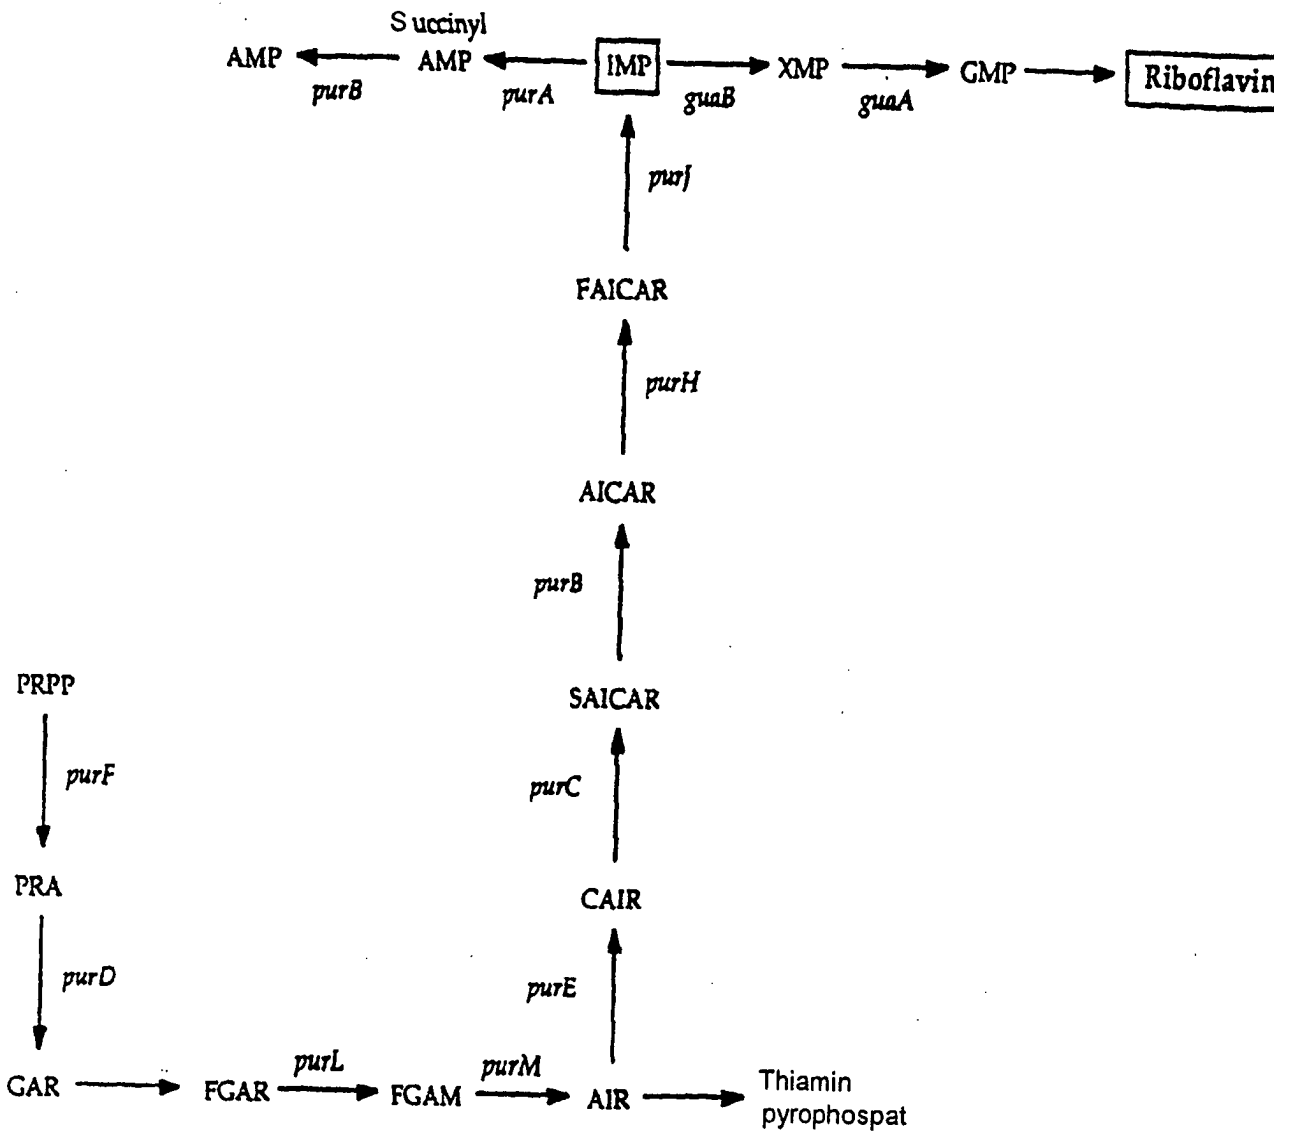 Succinyl
AMP AMP IMP XMP GMP Riboflavin
purB purA guaB guaA
purJ
FAICAR
purH
AICAR
purB
PRPP
SAICAR
purF
purC
PRA
CAIR
purD
purE
purL purM
GAR FGAR FGAM AIR Thiamin
pyrophospat